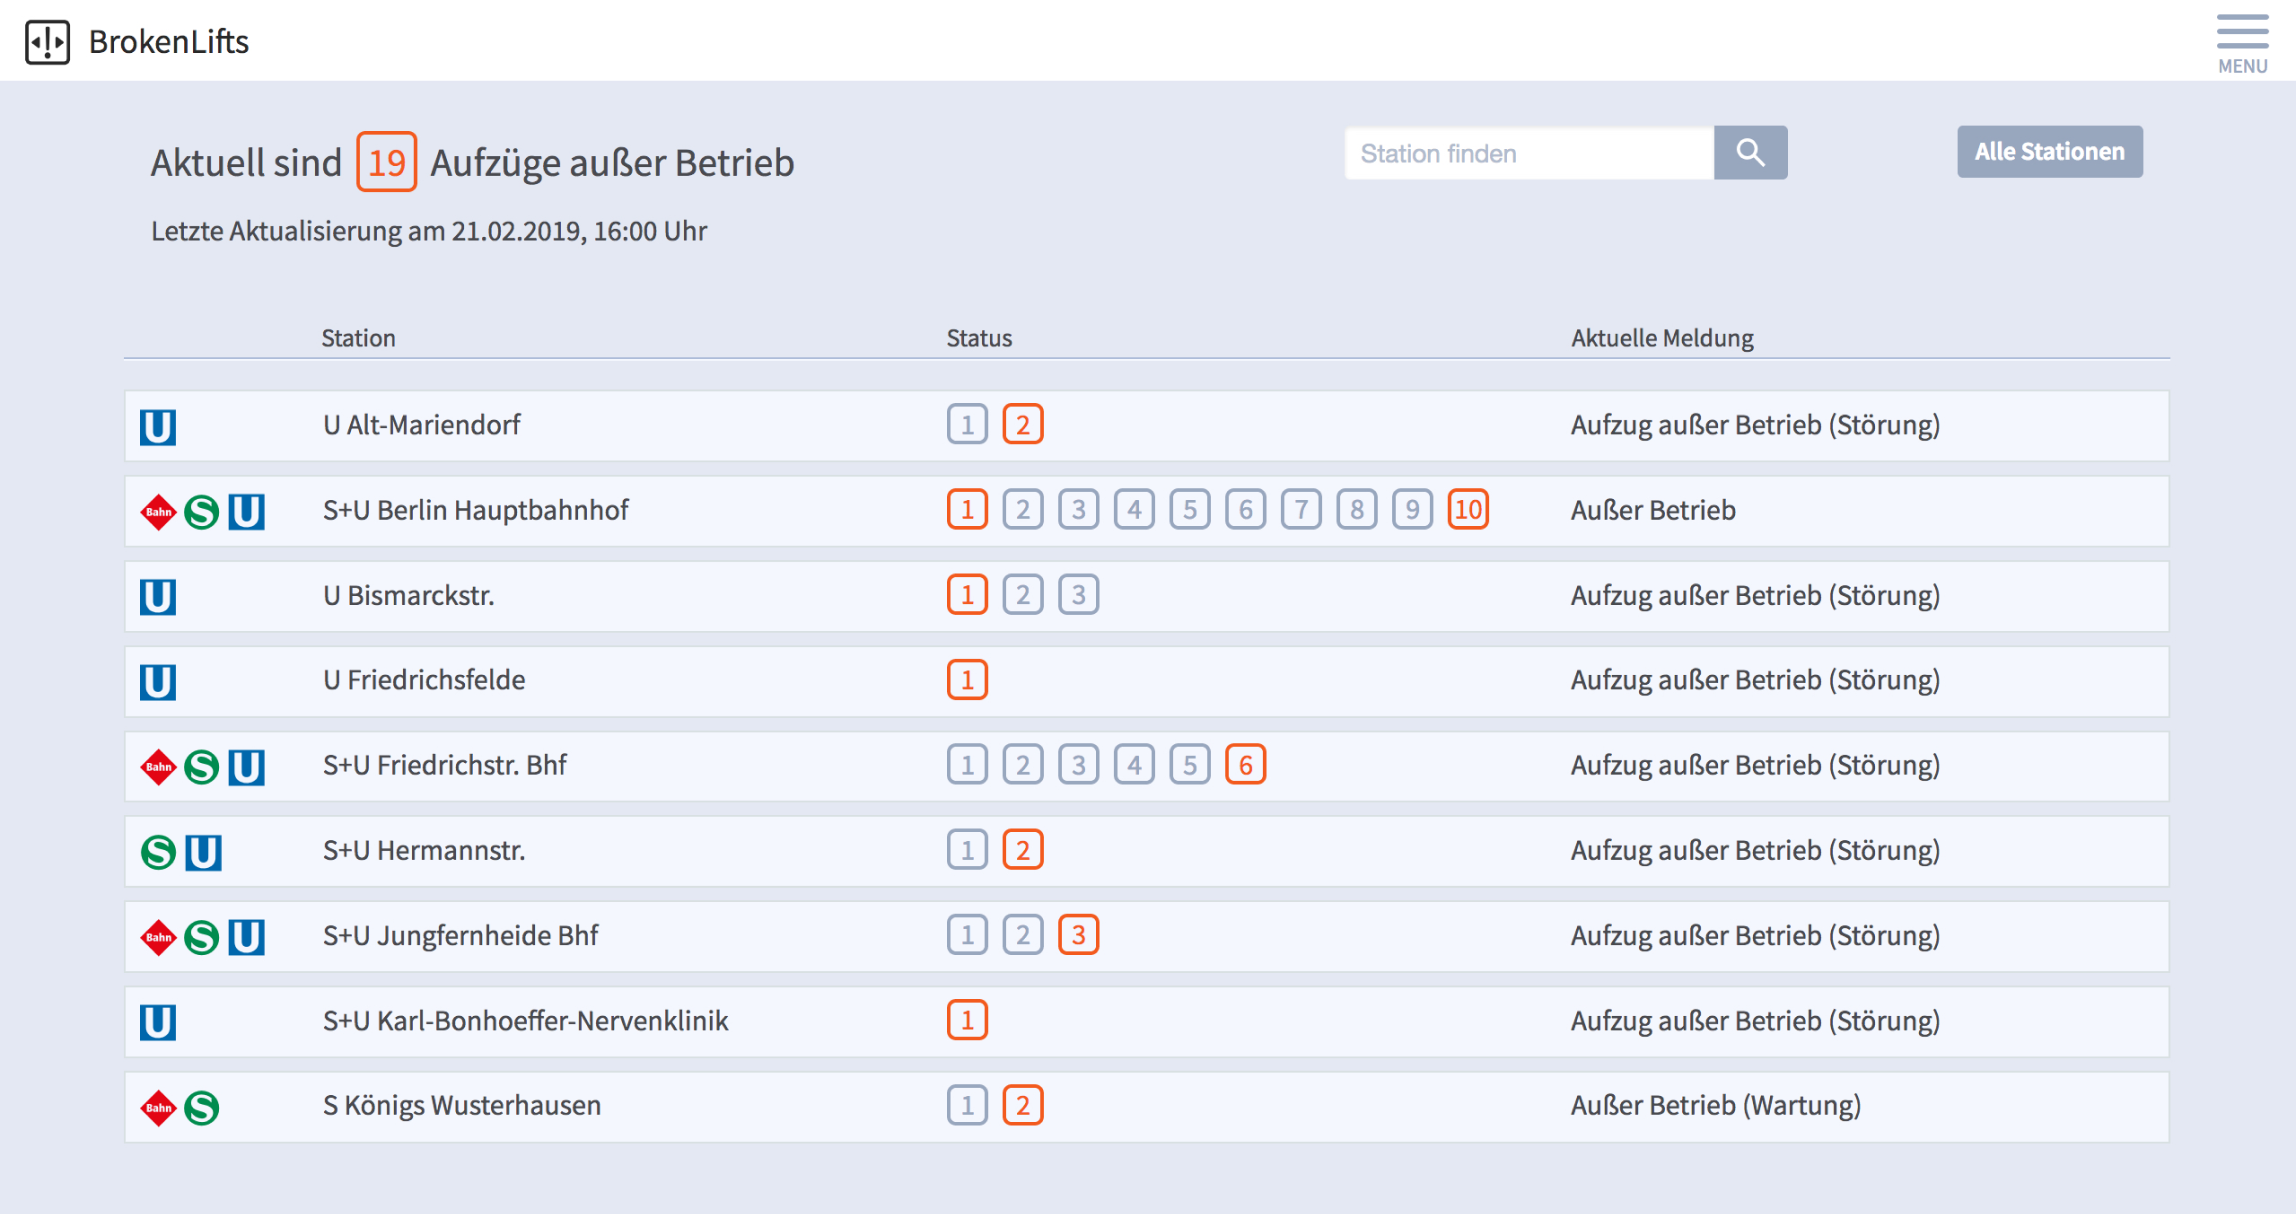 BrokenLifts
MENU
Aktuell sind 19 Aufzüge außer Betrieb
Station finden
Alle Stationen
Letzte Aktualisierung am 21.02.2019, 16:00 Uhr
Station Status Aktuelle Meldung
U U Alt-Mariendorf 1 2 Aufzug außer Betrieb (Störung)
Bahn S U S+U Berlin Hauptbahnhof 1 2 3 4 5 6 7 8 9 10 Außer Betrieb
U U Bismarckstr. 1 2 3 Aufzug außer Betrieb (Störung)
U U Friedrichsfelde 1 Aufzug außer Betrieb (Störung)
Bahn S U S+U Friedrichstr. Bhf 1 2 3 4 5 6 Aufzug außer Betrieb (Störung)
S U S+U Hermannstr. 1 2 Aufzug außer Betrieb (Störung)
Bahn S U S+U Jungfernheide Bhf 1 2 3 Aufzug außer Betrieb (Störung)
U S+U Karl-Bonhoeffer-Nervenklinik 1 Aufzug außer Betrieb (Störung)
Bahn S S Königs Wusterhausen 1 2 Außer Betrieb (Wartung)